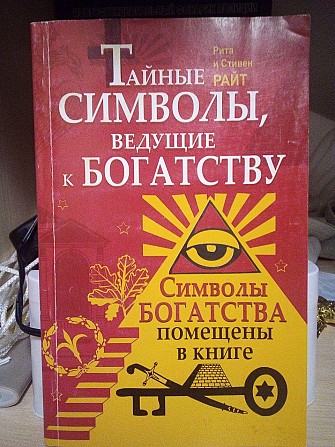 Рита
и Стивен
РАЙТ
ТАЙНЫЕ
СИМВОЛЫ,
ВЕДУЩИЕ
К БОГАТСТВУ
СИМВОЛЫ
БОГАТСТВА
ПОМЕЩЕНЫ
В КНИГЕ